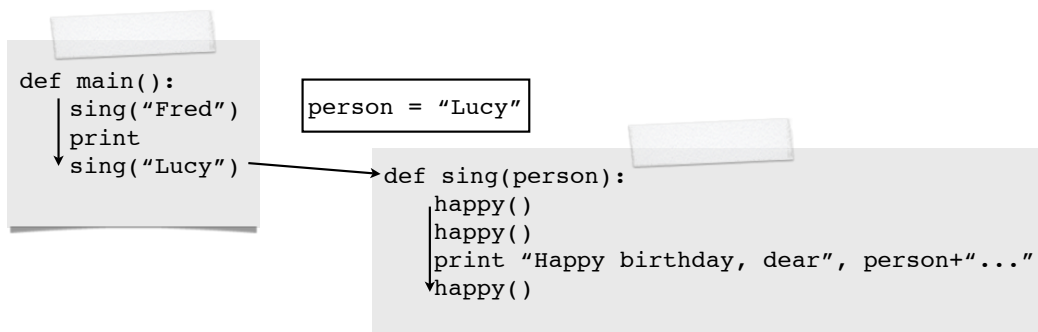 def main():
sing(“Fred”)
print
sing(“Lucy”)
person = “Lucy”
def sing(person):
happy()
happy()
print “Happy birthday, dear”, person+“...”
happy()